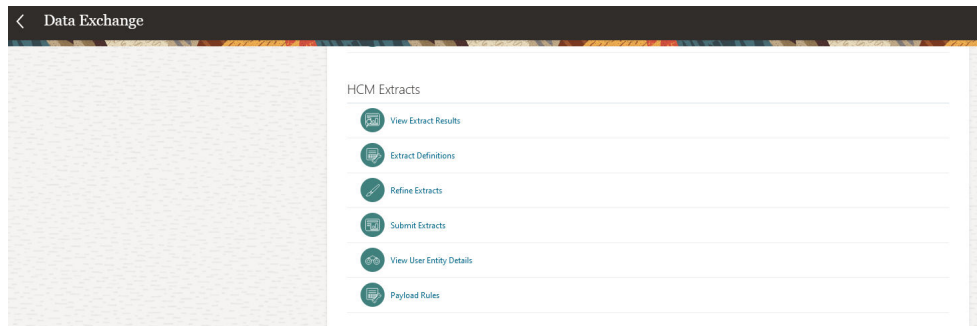 Data Exchange
HCM Extracts
View Extract Results
Extract Definitions
Refine Extracts
Submit Extracts
View User Entity Details
Payload Rules